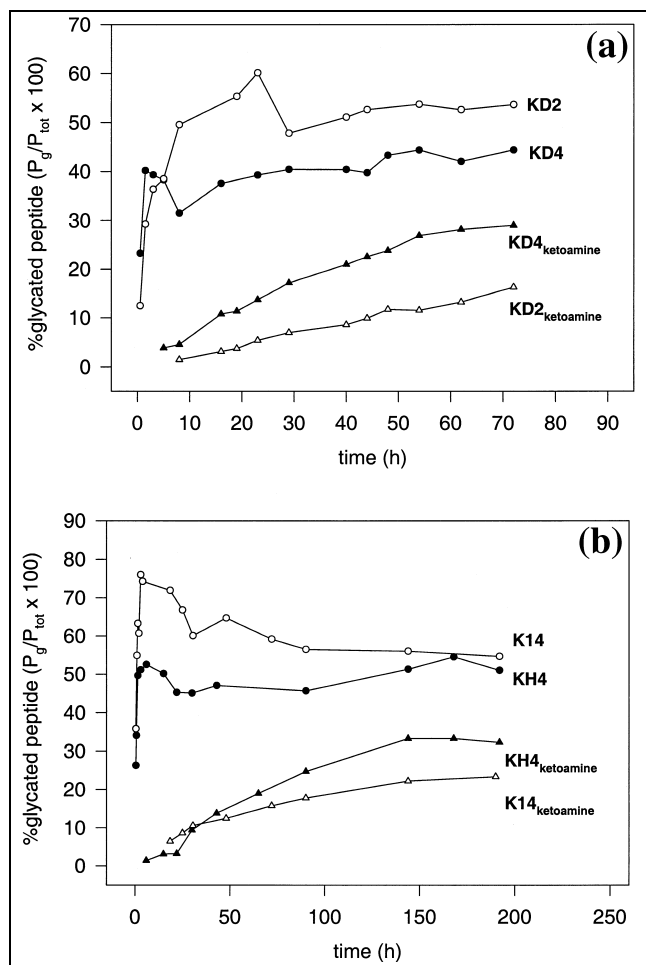 (a)
%glycated peptide (Pg/Ptot x 100)
70
60
50
40
30
20
10
0
KD2
KD4
KD4ketoamine
KD2ketoamine
0 10 20 30 40 50 60 70 80 90
time (h)
(b)
%glycated peptide (Pg/Ptot x 100)
90
80
70
60
50
40
30
20
10
0
K14
KH4
KH4ketoamine
K14ketoamine
0 50 100 150 200 250
time (h)